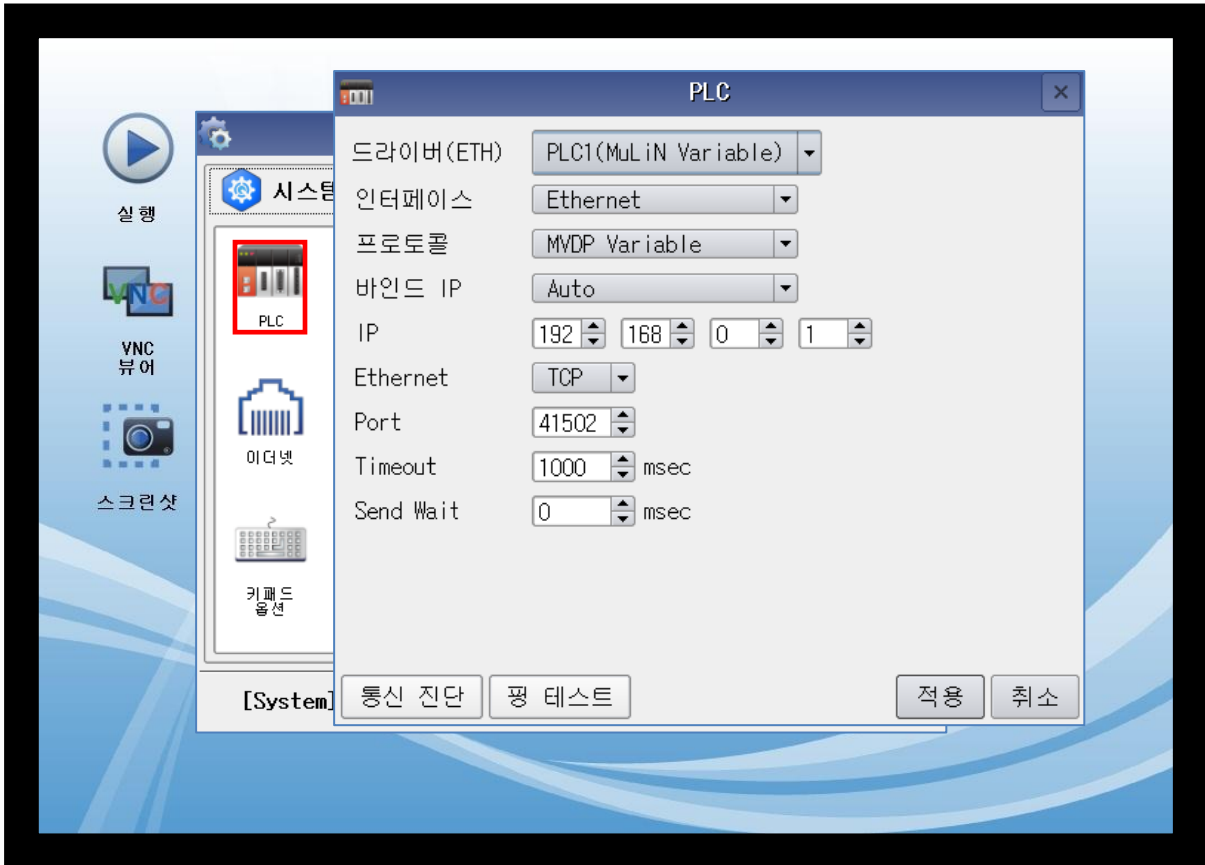 실행
VNC
뷰어
스크린샷
시스템
PLC
이더넷
키패드
옵션
[System]
PLC
드라이버(ETH) PLC1(MuLiN Variable)
인터페이스 Ethernet
프로토콜 MVDP Variable
바인드 IP Auto
IP 192 168 0 1
Ethernet TCP
Port 41502
Timeout 1000 msec
Send Wait 0 msec
통신 진단 핑 테스트 적용 취소